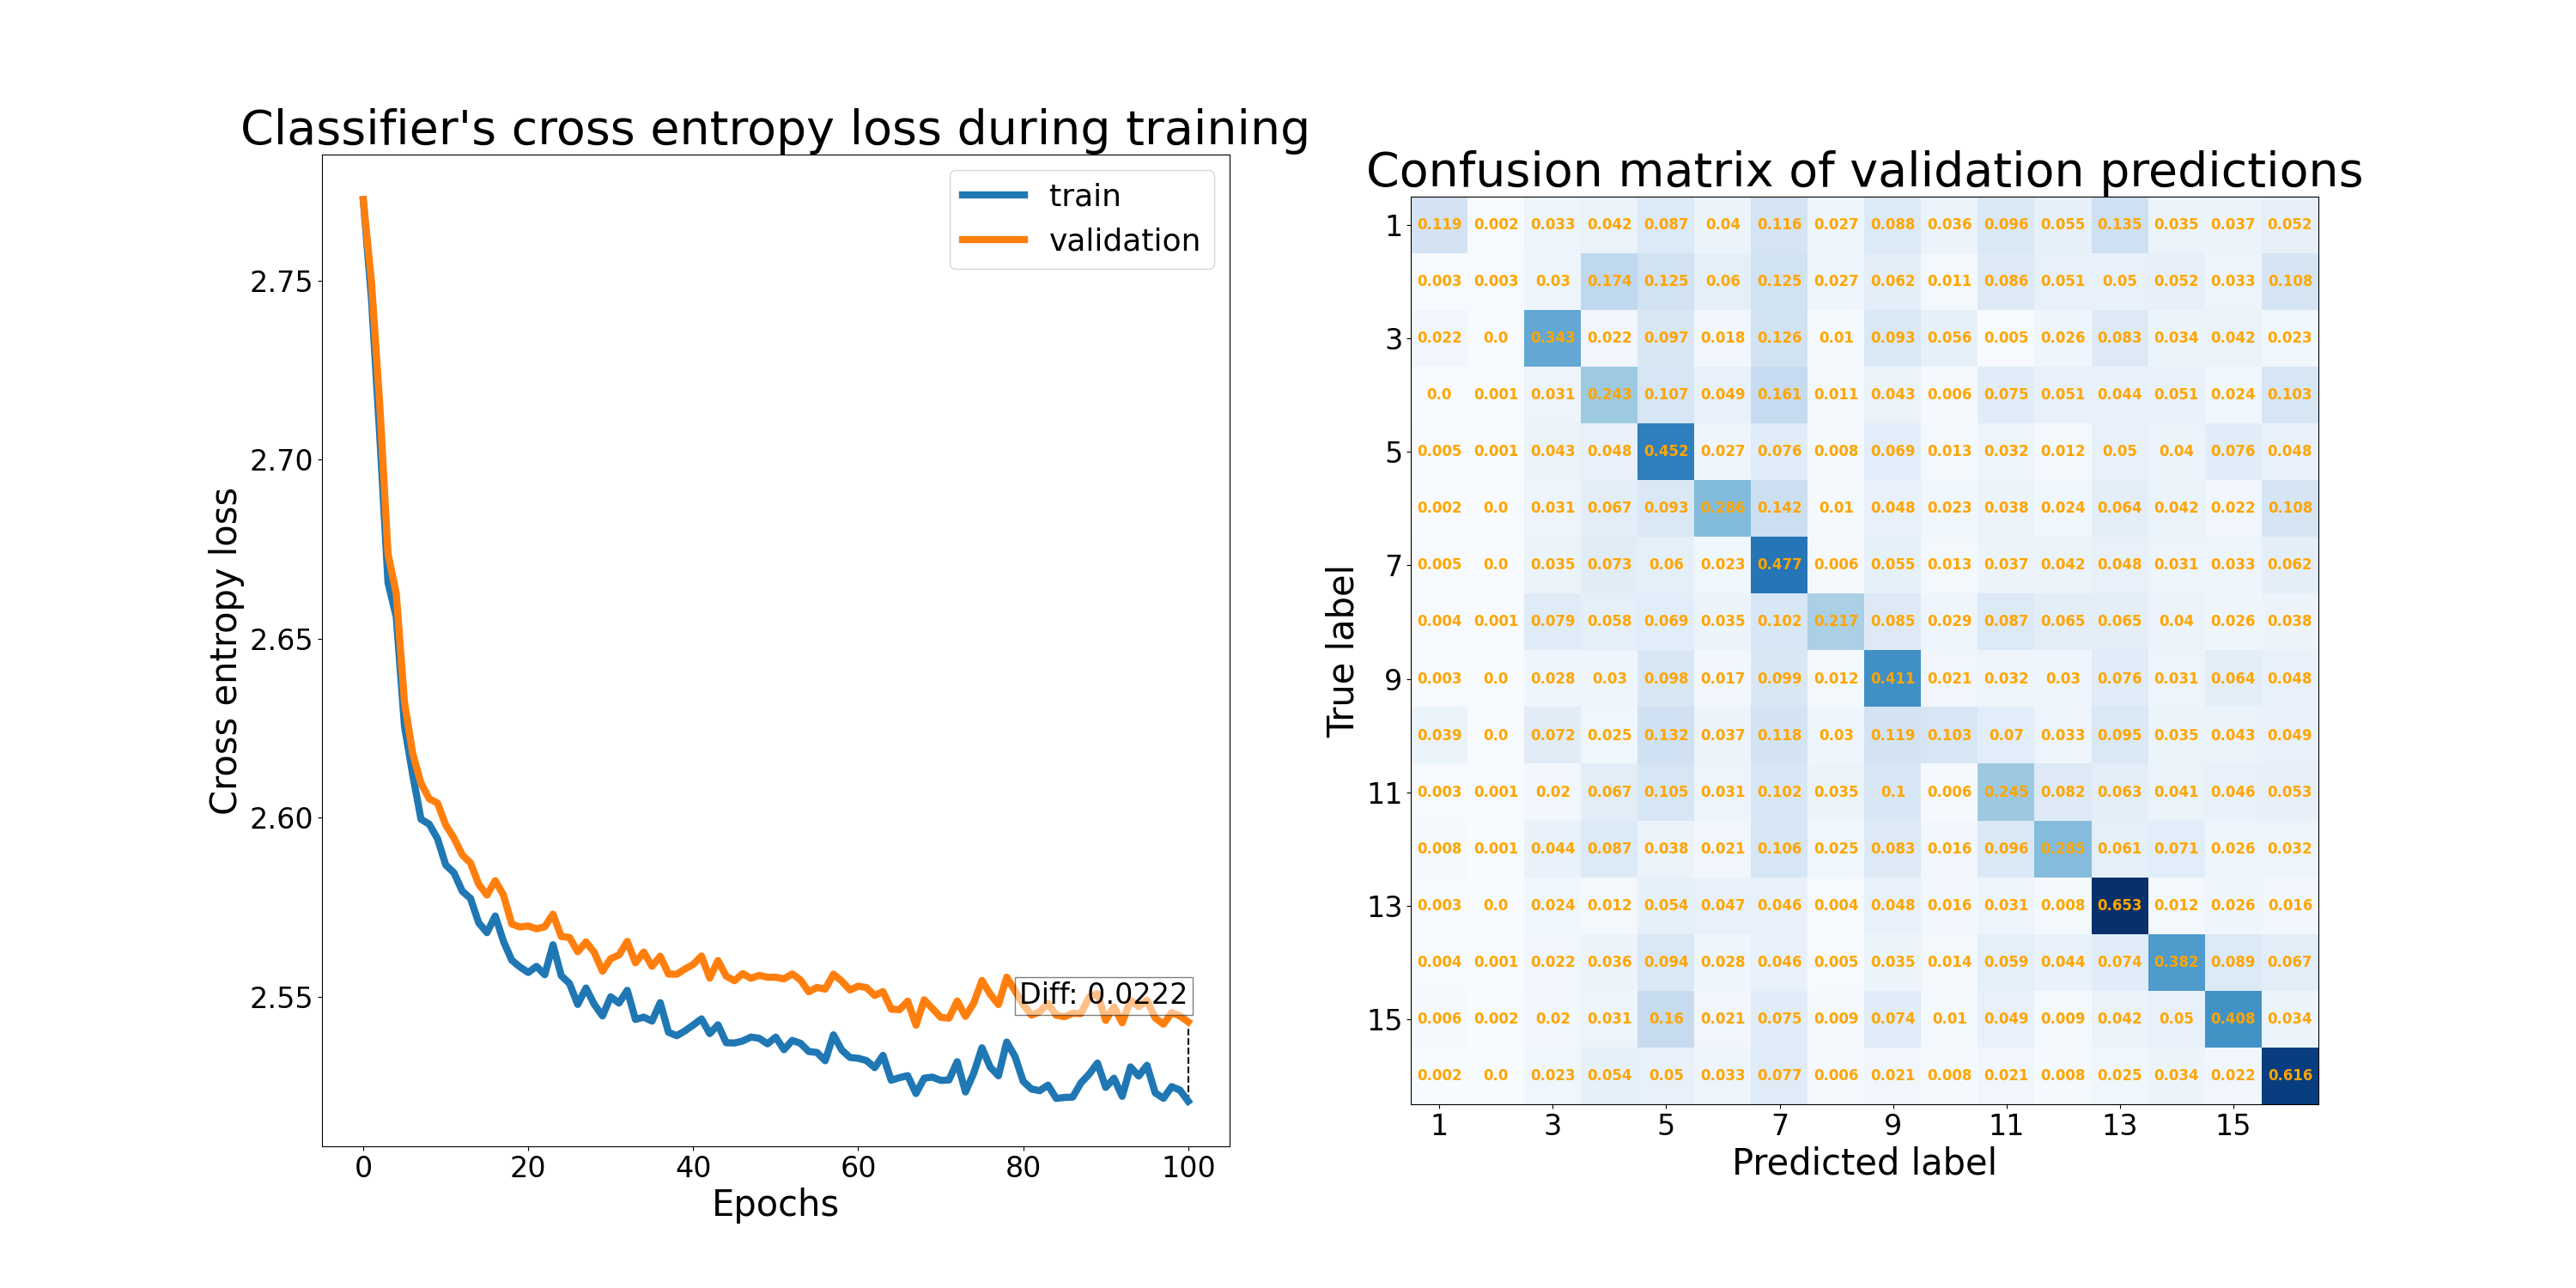 Classifier's cross entropy loss during training
train
validation
2.75
2.70
2.65
2.60
2.55
Cross entropy loss
Diff: 0.0222
0 20 40 60 80 100
Epochs
Confusion matrix of validation predictions
True label
1 0.119 0.002 0.033 0.042 0.087 0.04 0.116 0.027 0.088 0.036 0.096 0.055 0.135 0.035 0.037 0.052
0.003 0.003 0.03 0.174 0.125 0.06 0.125 0.027 0.062 0.011 0.086 0.051 0.05 0.052 0.033 0.108
3 0.022 0.0 0.343 0.022 0.097 0.018 0.126 0.01 0.093 0.056 0.005 0.026 0.083 0.034 0.042 0.023
0.0 0.001 0.031 0.243 0.107 0.049 0.161 0.011 0.043 0.006 0.075 0.051 0.044 0.051 0.024 0.103
5 0.005 0.001 0.043 0.048 0.452 0.027 0.076 0.008 0.069 0.013 0.032 0.012 0.05 0.04 0.076 0.048
0.002 0.0 0.031 0.067 0.093 0.286 0.142 0.01 0.048 0.023 0.038 0.024 0.064 0.042 0.022 0.108
7 0.005 0.0 0.035 0.073 0.06 0.023 0.477 0.006 0.055 0.013 0.037 0.042 0.048 0.031 0.033 0.062
0.004 0.001 0.079 0.058 0.069 0.035 0.102 0.217 0.085 0.029 0.087 0.065 0.065 0.04 0.026 0.038
9 0.003 0.0 0.028 0.03 0.098 0.017 0.099 0.012 0.411 0.021 0.032 0.03 0.076 0.031 0.064 0.048
0.039 0.0 0.072 0.025 0.132 0.037 0.118 0.03 0.119 0.103 0.07 0.033 0.095 0.035 0.043 0.049
11 0.003 0.001 0.02 0.067 0.105 0.031 0.102 0.035 0.1 0.006 0.245 0.082 0.063 0.041 0.046 0.053
0.008 0.001 0.044 0.087 0.038 0.021 0.106 0.025 0.083 0.016 0.096 0.285 0.061 0.071 0.026 0.032
13 0.003 0.0 0.024 0.012 0.054 0.047 0.046 0.004 0.048 0.016 0.031 0.008 0.653 0.012 0.026 0.016
0.004 0.001 0.022 0.036 0.094 0.028 0.046 0.005 0.035 0.014 0.059 0.044 0.074 0.382 0.089 0.067
15 0.006 0.002 0.02 0.031 0.16 0.021 0.075 0.009 0.074 0.01 0.049 0.009 0.042 0.05 0.408 0.034
0.002 0.0 0.023 0.054 0.05 0.033 0.077 0.006 0.021 0.008 0.021 0.008 0.025 0.034 0.022 0.616
1 3 5 7 9 11 13 15
Predicted label